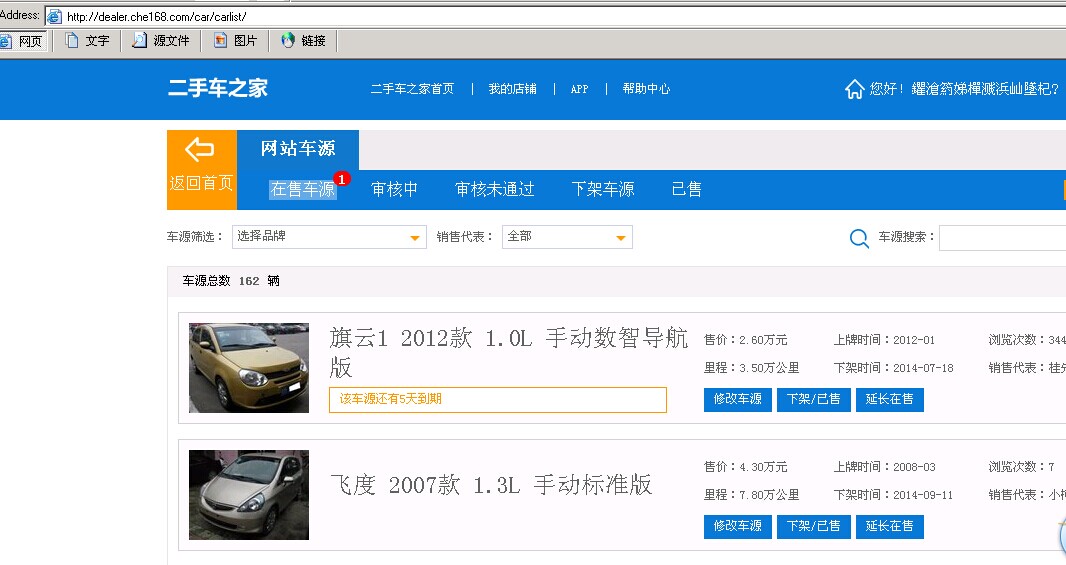 Address: http://dealer.che168.com/car/carlist/
网页 文字 源文件 图片 链接
二手车之家 二手车之家首页 | 我的店铺 | APP | 帮助中心 您好！
返回首页 网站车源
在售车源 1 审核中 审核未通过 下架车源 已售
车源筛选： 选择品牌 销售代表： 全部 车源搜索：
车源总数 162 辆
旗云1 2012款 1.0L 手动数智导航
版
该车源还有5天到期
售价：2.60万元 上牌时间：2012-01 浏览次数：344
里程：3.50万公里 下架时间：2014-07-18 销售代表：桂
修改车源 下架/已售 延长在售
飞度 2007款 1.3L 手动标准版
售价：4.30万元 上牌时间：2008-03 浏览次数：7
里程：7.80万公里 下架时间：2014-09-11 销售代表：小
修改车源 下架/已售 延长在售